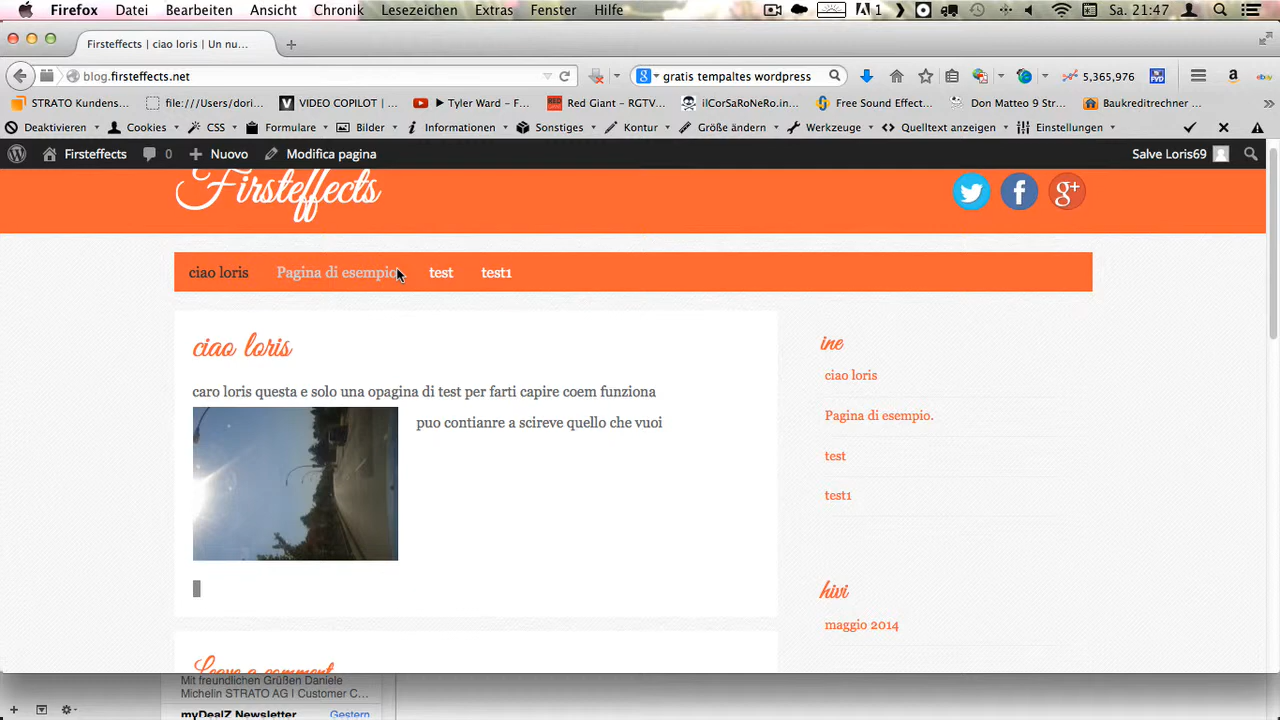 Firefox Datei Bearbeiten Ansicht Chronik Lesezeichen Extras Fenster Hilfe 1 Sa. 21:47
Firsteffects | ciao loris | Un nu...
blog.firsteffects.net gratis tempaltes wordpress 5,365,976
STRATO Kundens... file:///Users/dori... VIDEO COPILOT | ... ▶ Tyler Ward - F... Red Giant - RGTV... ilCorSaRoNeRo.in... Free Sound Effect... Don Matteo 9 Str... Baukreditrechner ... »
Deaktivieren Cookies CSS Formulare Bilder Informationen Sonstiges Kontur Größe ändern Werkzeuge Quelltext anzeigen Einstellungen
Firsteffects 0 Nuovo Modifica pagina Salve Loris69
Firsteffects
ciao loris Pagina di esempio. test test1
ciao loris
caro loris questa e solo una opagina di test per farti capire coem funziona
puo contianre a scireve quello che vuoi
ine
ciao loris
Pagina di esempio.
test
test1
hivi
maggio 2014
Leave a comment
Mit freundlichen Grüßen Daniele
Michelin STRATO AG I Customer C...
myDealZ Newsletter Gestern